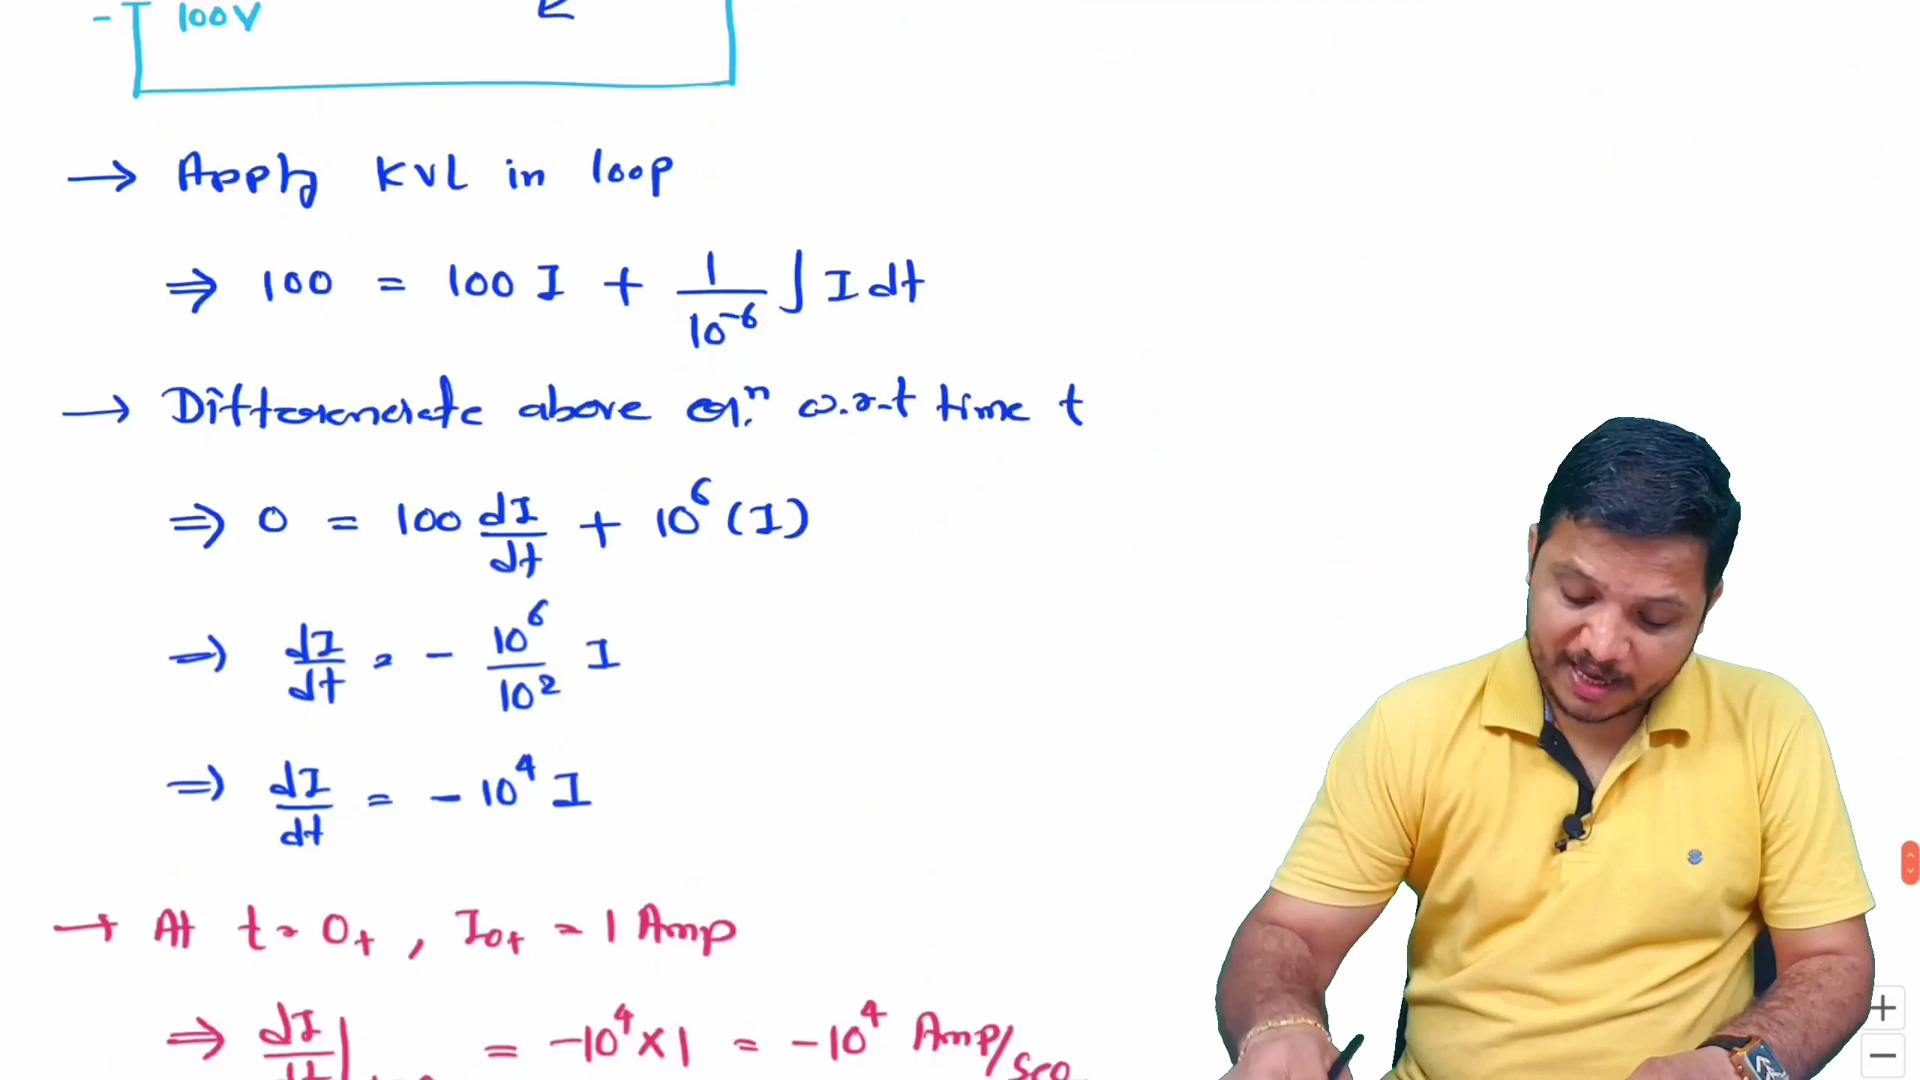 - 100V
→ Apply KVL in loop
⇒ 100 = 100 I + 1/10⁻⁶ ∫ I dt
→ Differenciate above eqⁿ. w.r.t time t
⇒ 0 = 100 dI/dt + 10⁶ (I)
⇒ dI/dt = - 10⁶/10² I
⇒ dI/dt = - 10⁴ I
→ At t = 0+ , I0+ = 1 Amp
⇒ dI/dt| = -10⁴ x 1 = -10⁴ Amp/sec